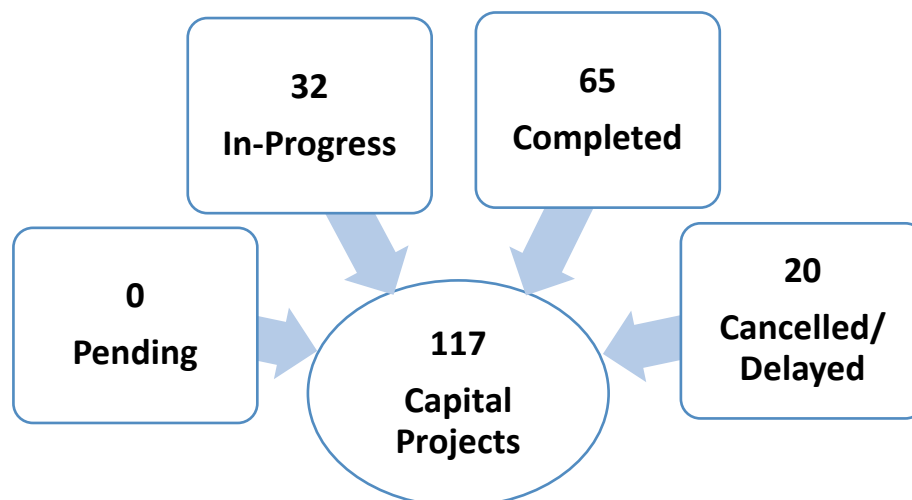 32
In-Progress
65
Completed
0
Pending
20
Cancelled/
Delayed
117
Capital
Projects